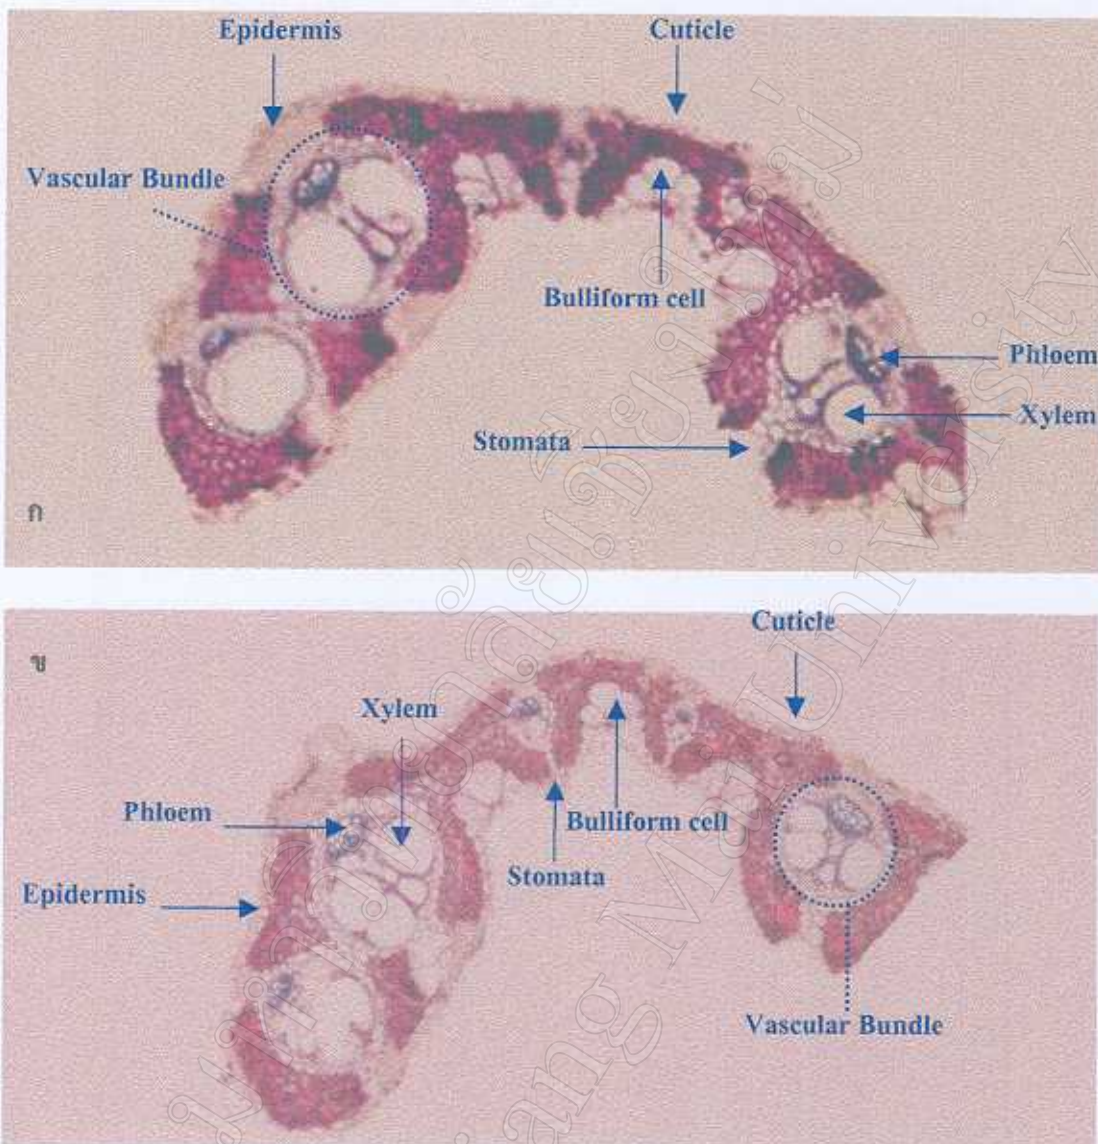 Epidermis
Cuticle
Vascular Bundle
Bulliform cell
Phloem
Xylem
Stomata
ก
Cuticle
ข
Xylem
Phloem
Bulliform cell
Stomata
Epidermis
Vascular Bundle